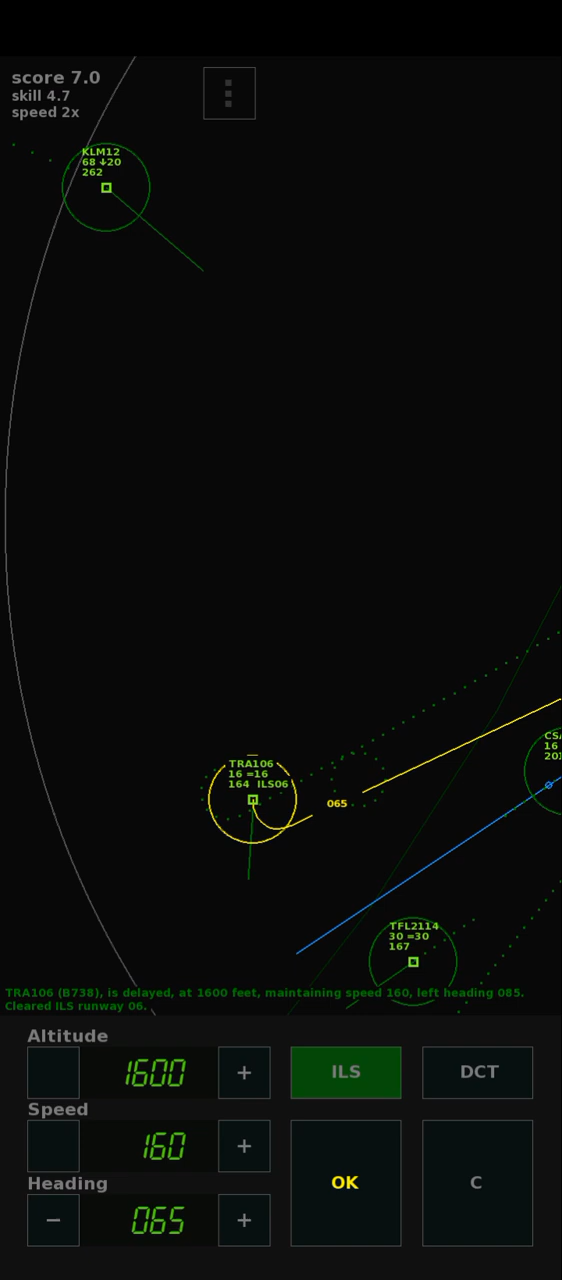 score 7.0
skill 4.7
speed 2x
KLM12
68 ↓20
262
TRA106
16 =16
164 ILS06
065
16
TFL2114
30 =30
167
TRA106 (B738), is delayed, at 1600 feet, maintaining speed 160, left heading 085.
Cleared ILS runway 06.
Altitude
1600
+
ILS
DCT
Speed
160
+
OK
C
Heading
−
065
+